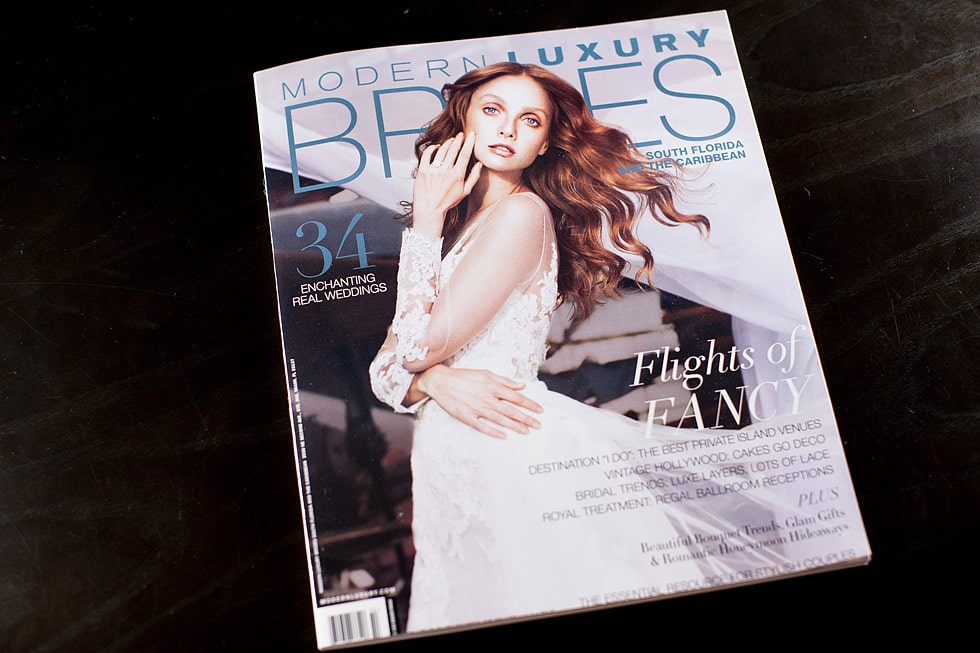 MODERN LUXURY
BRIDES
SOUTH FLORIDA
AND THE CARIBBEAN
34
ENCHANTING
REAL WEDDINGS
Flights of
FANCY
DESTINATION "I DO": THE BEST PRIVATE ISLAND VENUES
VINTAGE HOLLYWOOD: CAKES GO DECO
BRIDAL TRENDS: LUXE LAYERS, LOTS OF LACE
ROYAL TREATMENT: REGAL BALLROOM RECEPTIONS
PLUS
Beautiful Bouquet Trends, Glam Gifts
& Romantic Honeymoon Hideaways
THE ESSENTIAL RESOURCE FOR STYLISH COUPLES
MODERNLUXURY.COM